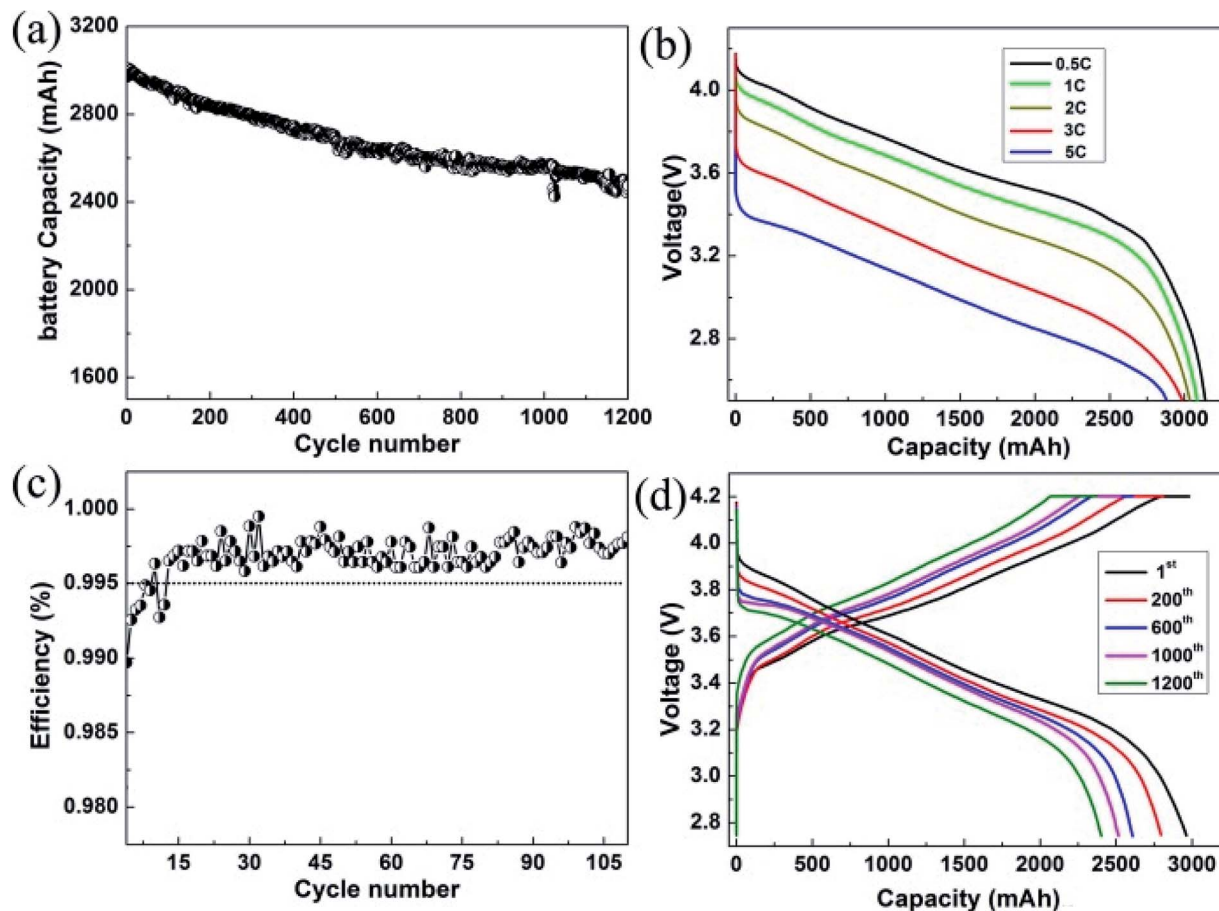 (a)
3200
2800
2400
2000
1600
battery Capacity (mAh)
0
200
400
600
800
1000
1200
Cycle number
(b)
4.0
3.6
3.2
2.8
Voltage(V)
0.5C
1C
2C
3C
5C
0
500
1000
1500
2000
2500
3000
Capacity (mAh)
(c)
1.000
0.995
0.990
0.985
0.980
Efficiency (%)
15
30
45
60
75
90
105
Cycle number
(d)
4.2
4.0
3.8
3.6
3.4
3.2
3.0
2.8
Voltage (V)
1st
200th
600th
1000th
1200th
0
500
1000
1500
2000
2500
3000
Capacity (mAh)